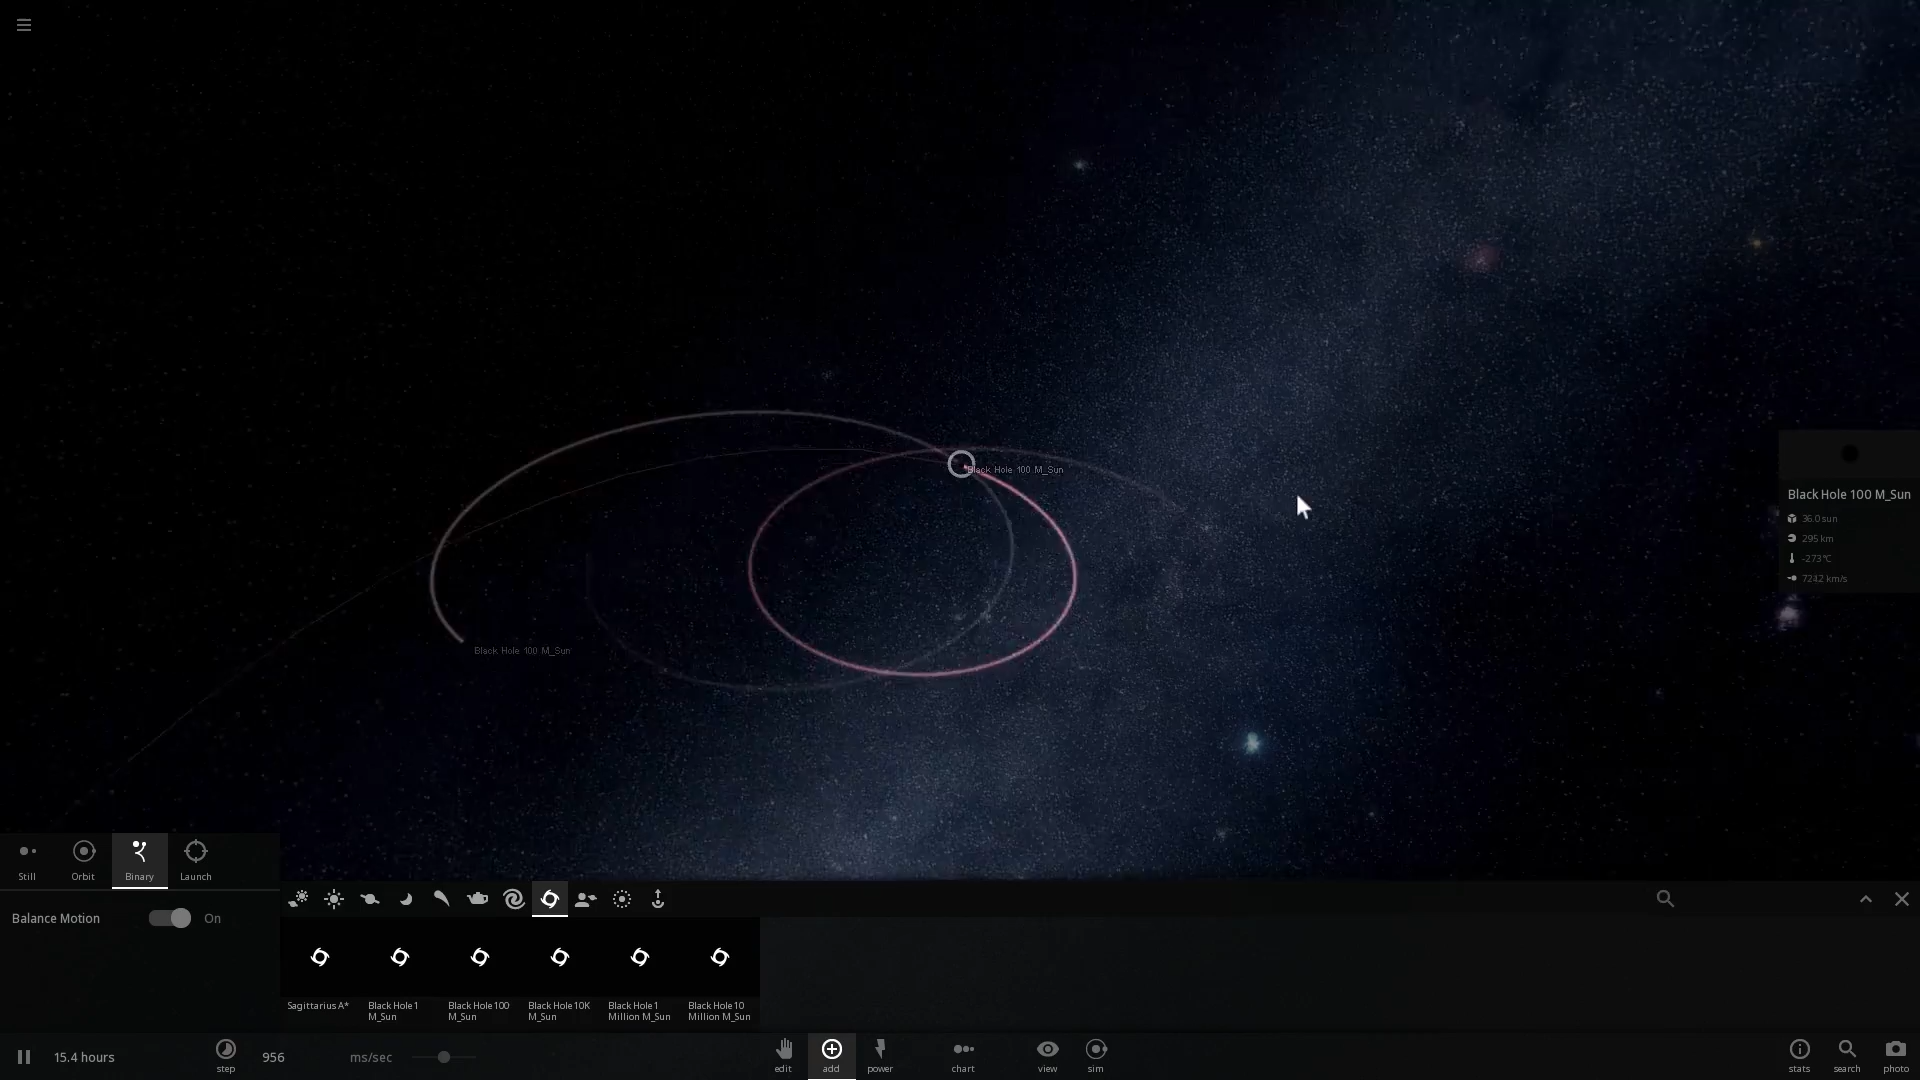 Black Hole 100 M_Sun
Black Hole 100 M_Sun
Black Hole 100 M_Sun
36.0 sun
295 km
-273 °C
724.2 km/s
Still
Orbit
Binary
Launch
Balance Motion
On
Sagittarius A*
Black Hole 1
M_Sun
Black Hole 100
M_Sun
Black Hole 10K
M_Sun
Black Hole 1
Million M_Sun
Black Hole 10
Million M_Sun
15.4 hours
step
956
ms/sec
edit
add
power
chart
view
sim
stats
search
photo